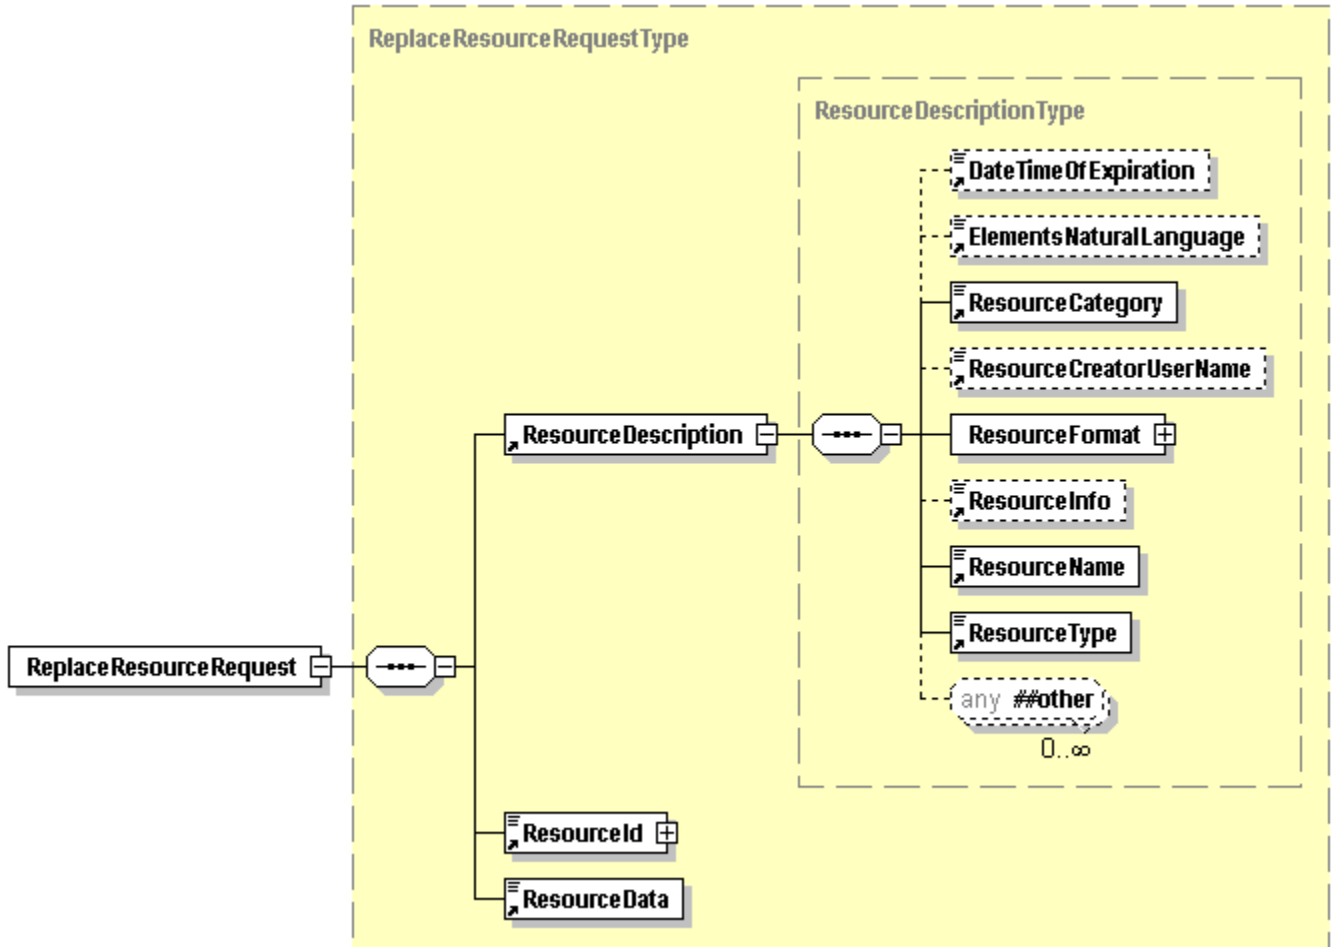 ReplaceResourceRequestType
ResourceDescriptionType
DateTimeOfExpiration
ElementsNaturalLanguage
ResourceCategory
ResourceCreatorUserName
ResourceDescription
ResourceFormat
ResourceInfo
ResourceName
ResourceType
ReplaceResourceRequest
any ##other
0..∞
ResourceId
ResourceData